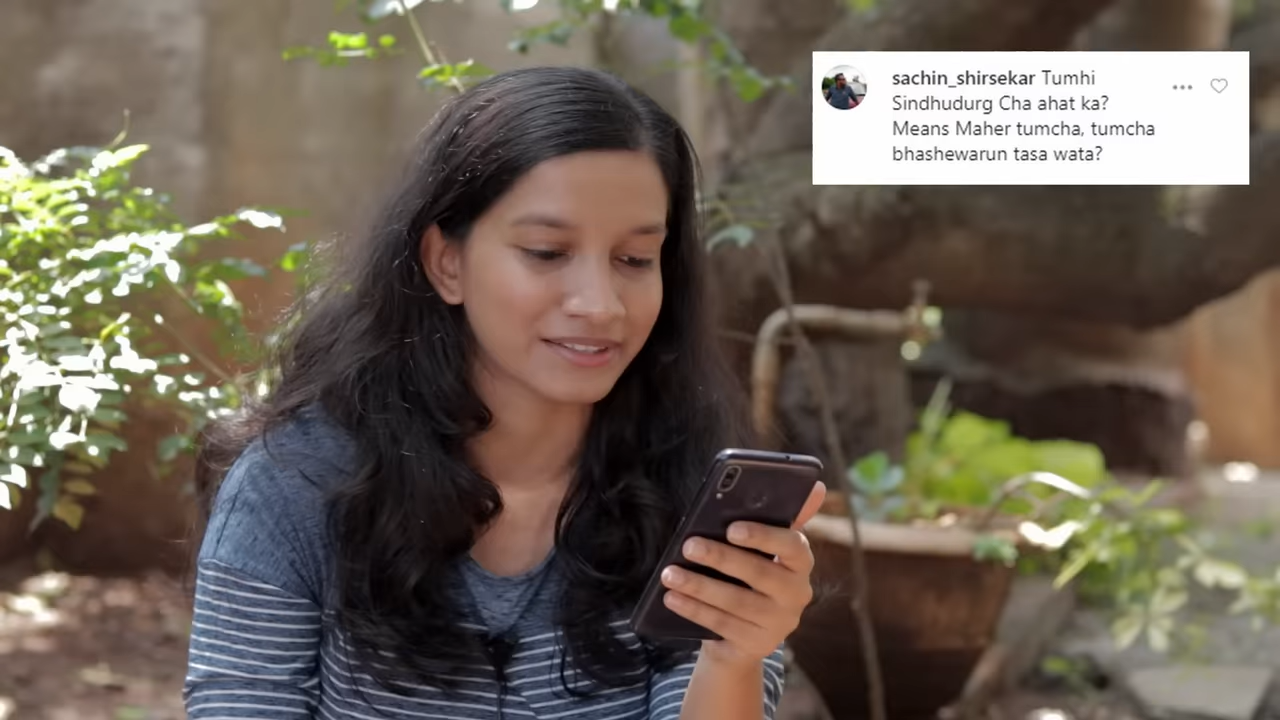 sachin_shirsekar Tumhi
Sindhudurg Cha ahat ka?
Means Maher tumcha, tumcha
bhashewarun tasa wata?